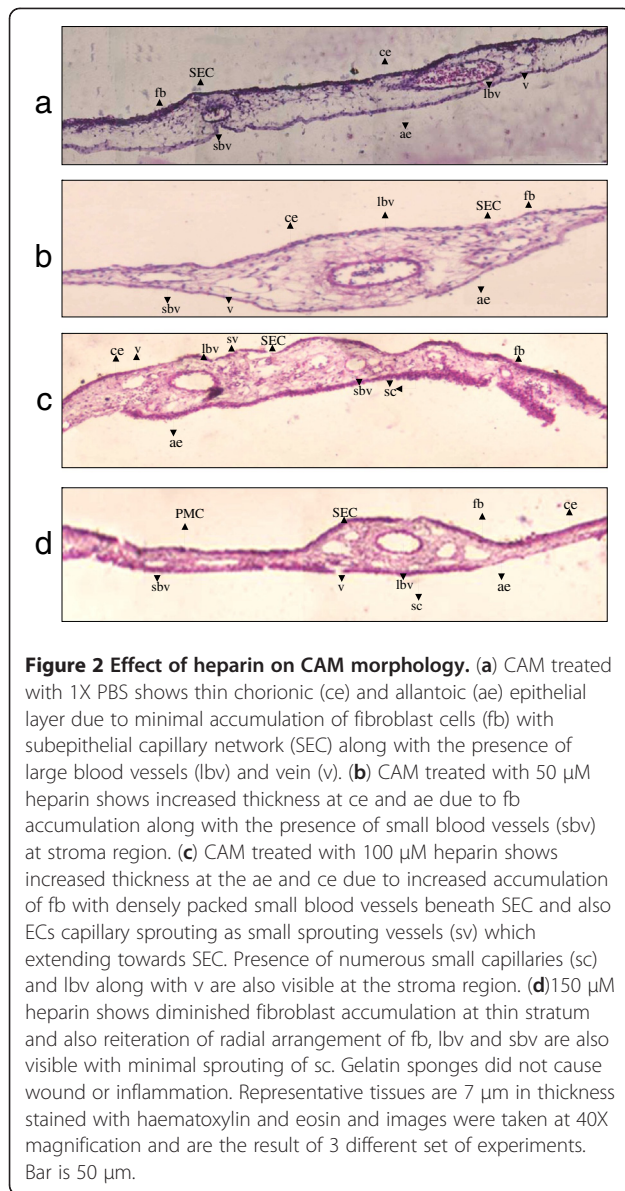 ce
SEC
fb
a
lbv
v
sbv
ae
lbv
fb
SEC
ce
b
ae
sbv
v
sv
ce
v
lbv
SEC
fb
c
sbv
sc
ae
PMC
SEC
fb
ce
d
sbv
v
lbv
ae
sc
Figure 2 Effect of heparin on CAM morphology. (a) CAM treated
with 1X PBS shows thin chorionic (ce) and allantoic (ae) epithelial
layer due to minimal accumulation of fibroblast cells (fb) with
subepithelial capillary network (SEC) along with the presence of
large blood vessels (lbv) and vein (v). (b) CAM treated with 50 μM
heparin shows increased thickness at ce and ae due to fb
accumulation along with the presence of small blood vessels (sbv)
at stroma region. (c) CAM treated with 100 μM heparin shows
increased thickness at the ae and ce due to increased accumulation
of fb with densely packed small blood vessels beneath SEC and also
ECs capillary sprouting as small sprouting vessels (sv) which
extending towards SEC. Presence of numerous small capillaries (sc)
and lbv along with v are also visible at the stroma region. (d)150 μM
heparin shows diminished fibroblast accumulation at thin stratum
and also reiteration of radial arrangement of fb, lbv and sbv are also
visible with minimal sprouting of sc. Gelatin sponges did not cause
wound or inflammation. Representative tissues are 7 μm in thickness
stained with haematoxylin and eosin and images were taken at 40X
magnification and are the result of 3 different set of experiments.
Bar is 50 μm.